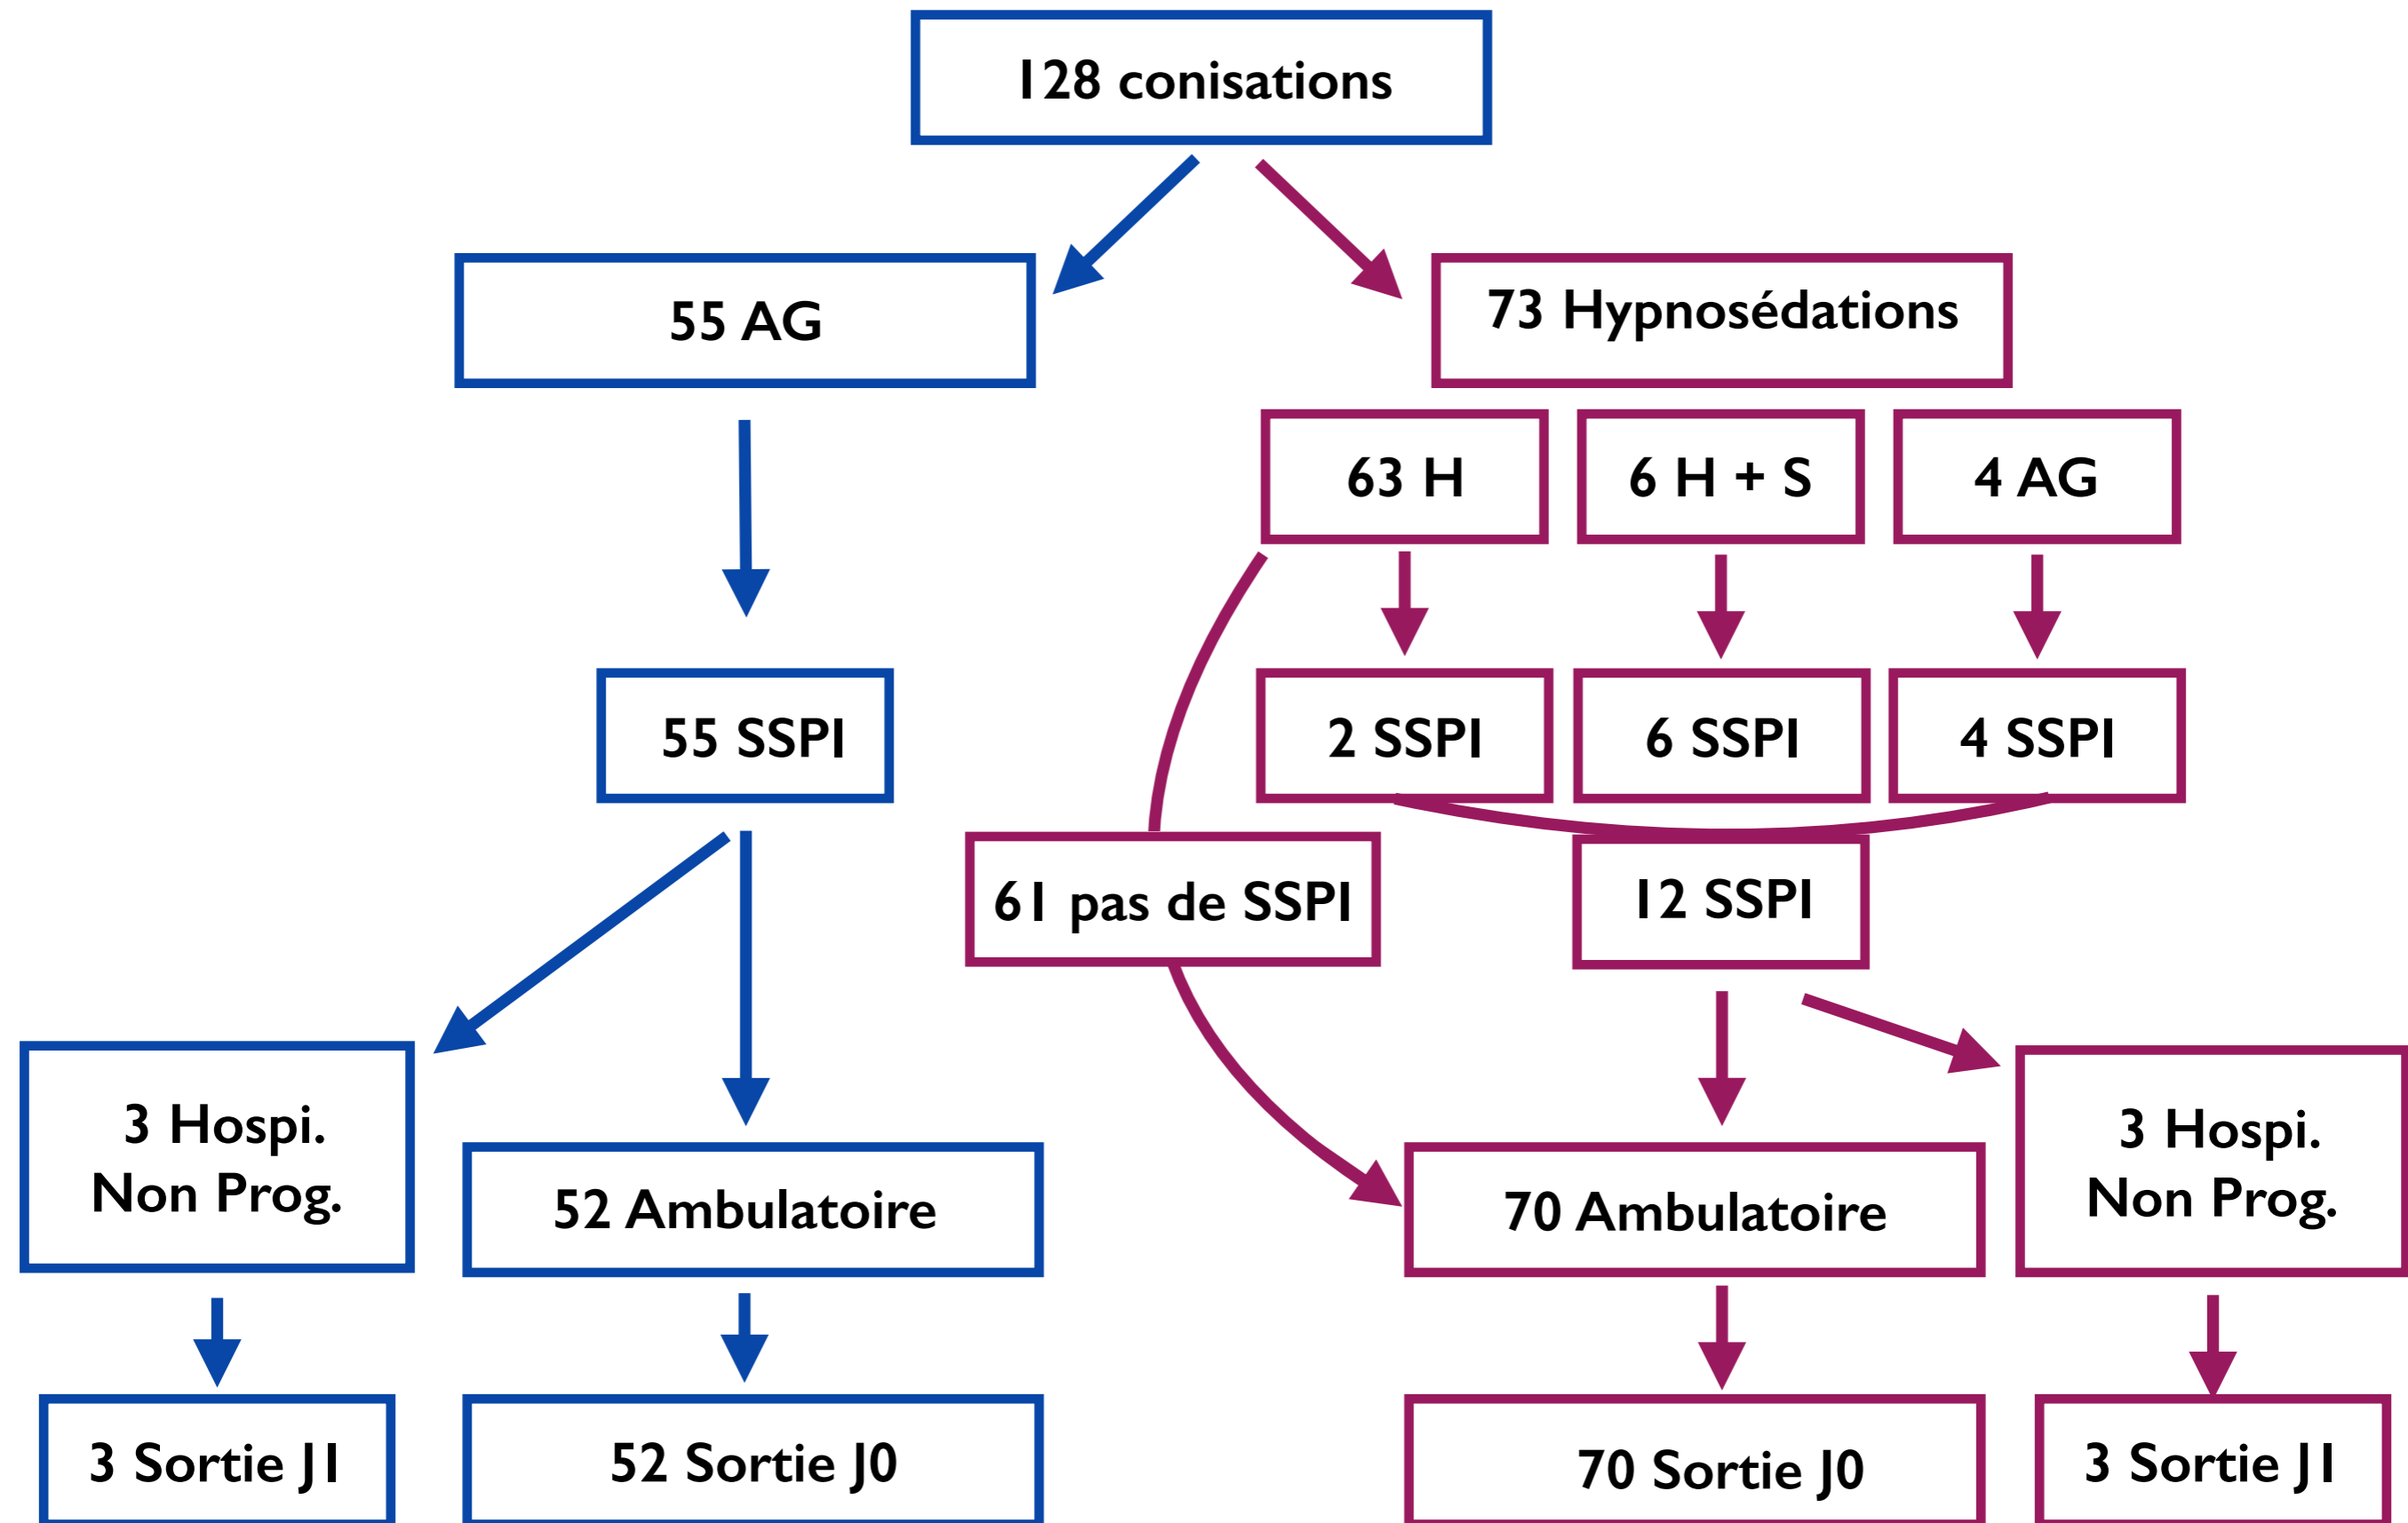 128 conisations
55 AG
73 Hypnosédations
63 H
6 H + S
4 AG
55 SSPI
2 SSPI
6 SSPI
4 SSPI
61 pas de SSPI
12 SSPI
3 Hospi.
Non Prog.
52 Ambulatoire
70 Ambulatoire
3 Hospi.
Non Prog.
3 Sortie J1
52 Sortie J0
70 Sortie J0
3 Sortie J1